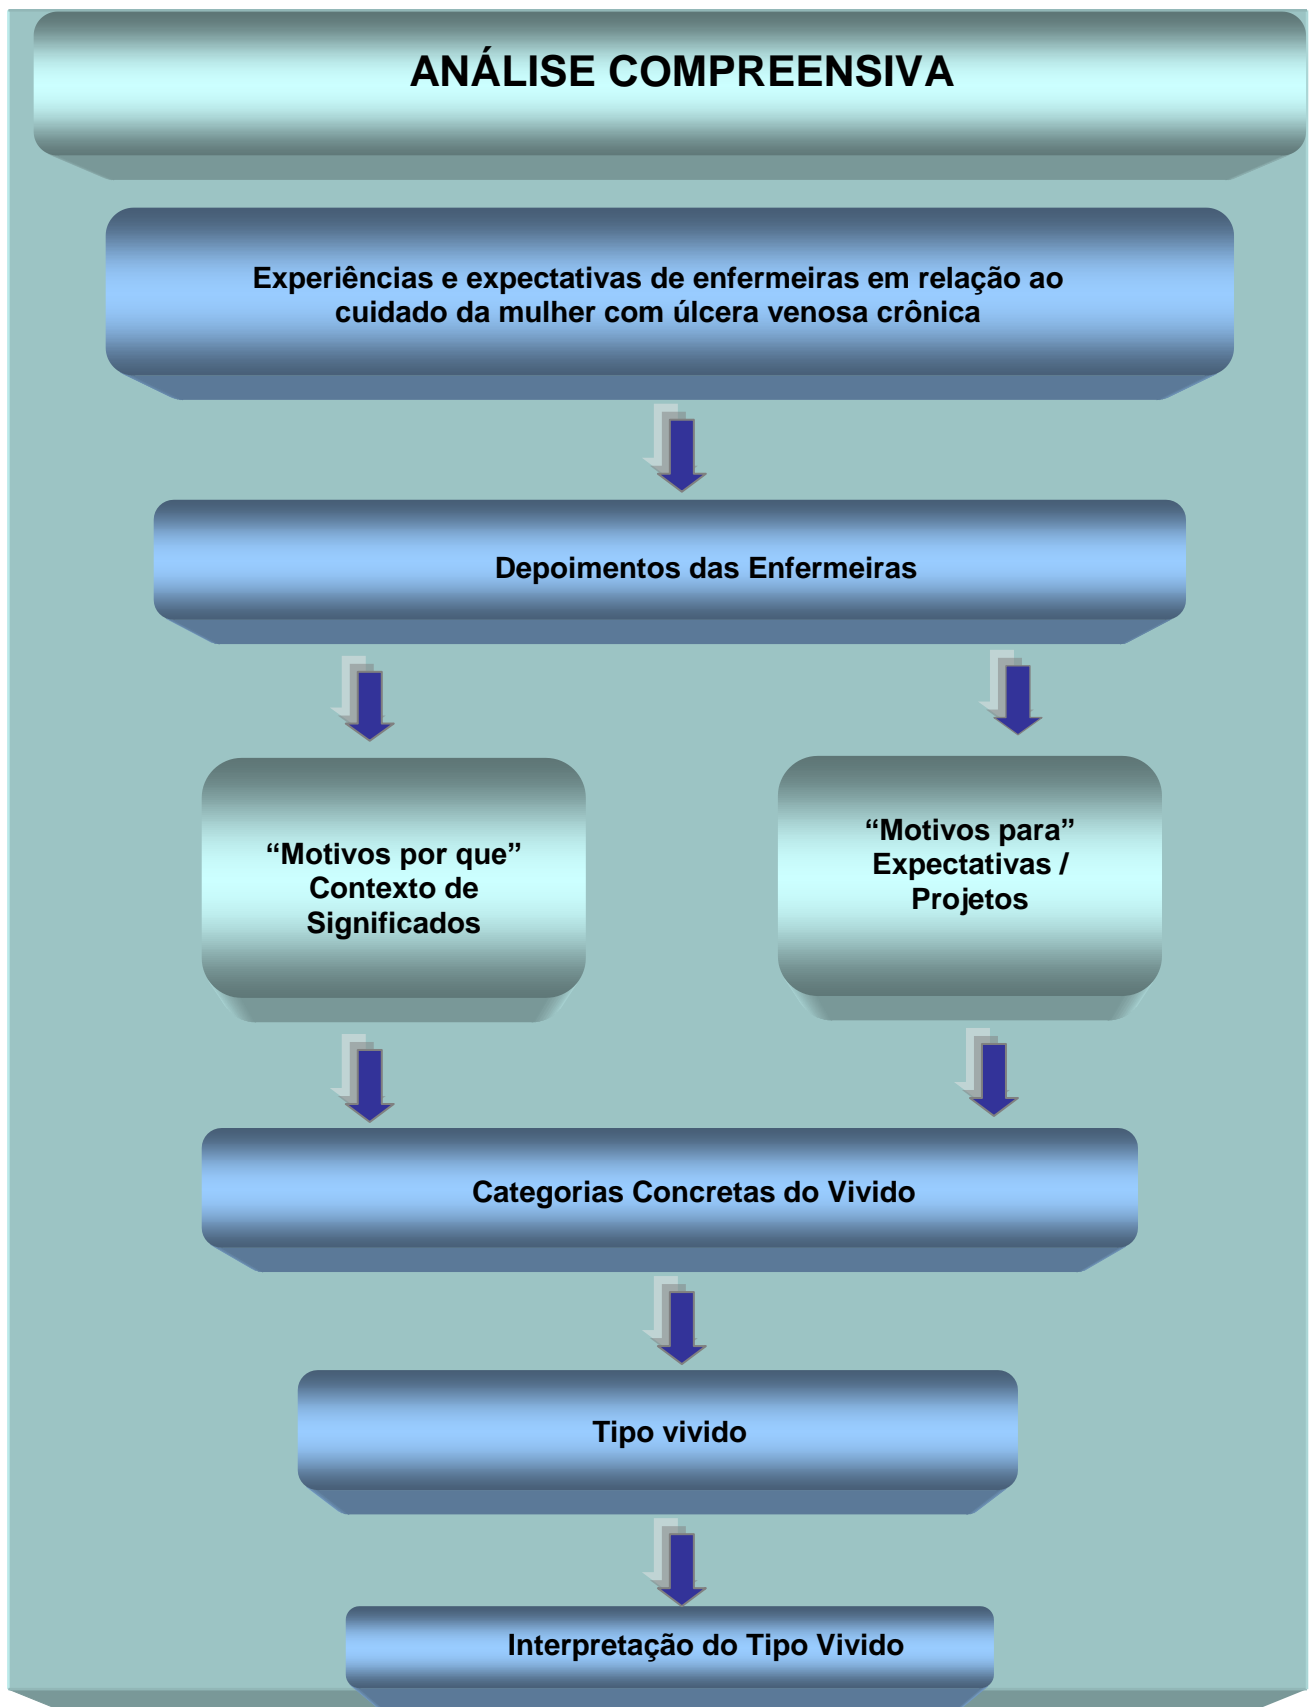 ANÁLISE COMPREENSIVA
Experiências e expectativas de enfermeiras em relação ao
cuidado da mulher com úlcera venosa crônica
Depoimentos das Enfermeiras
“Motivos por que”
Contexto de
Significados
“Motivos para”
Expectativas /
Projetos
Categorias Concretas do Vivido
Tipo vivido
Interpretação do Tipo Vivido